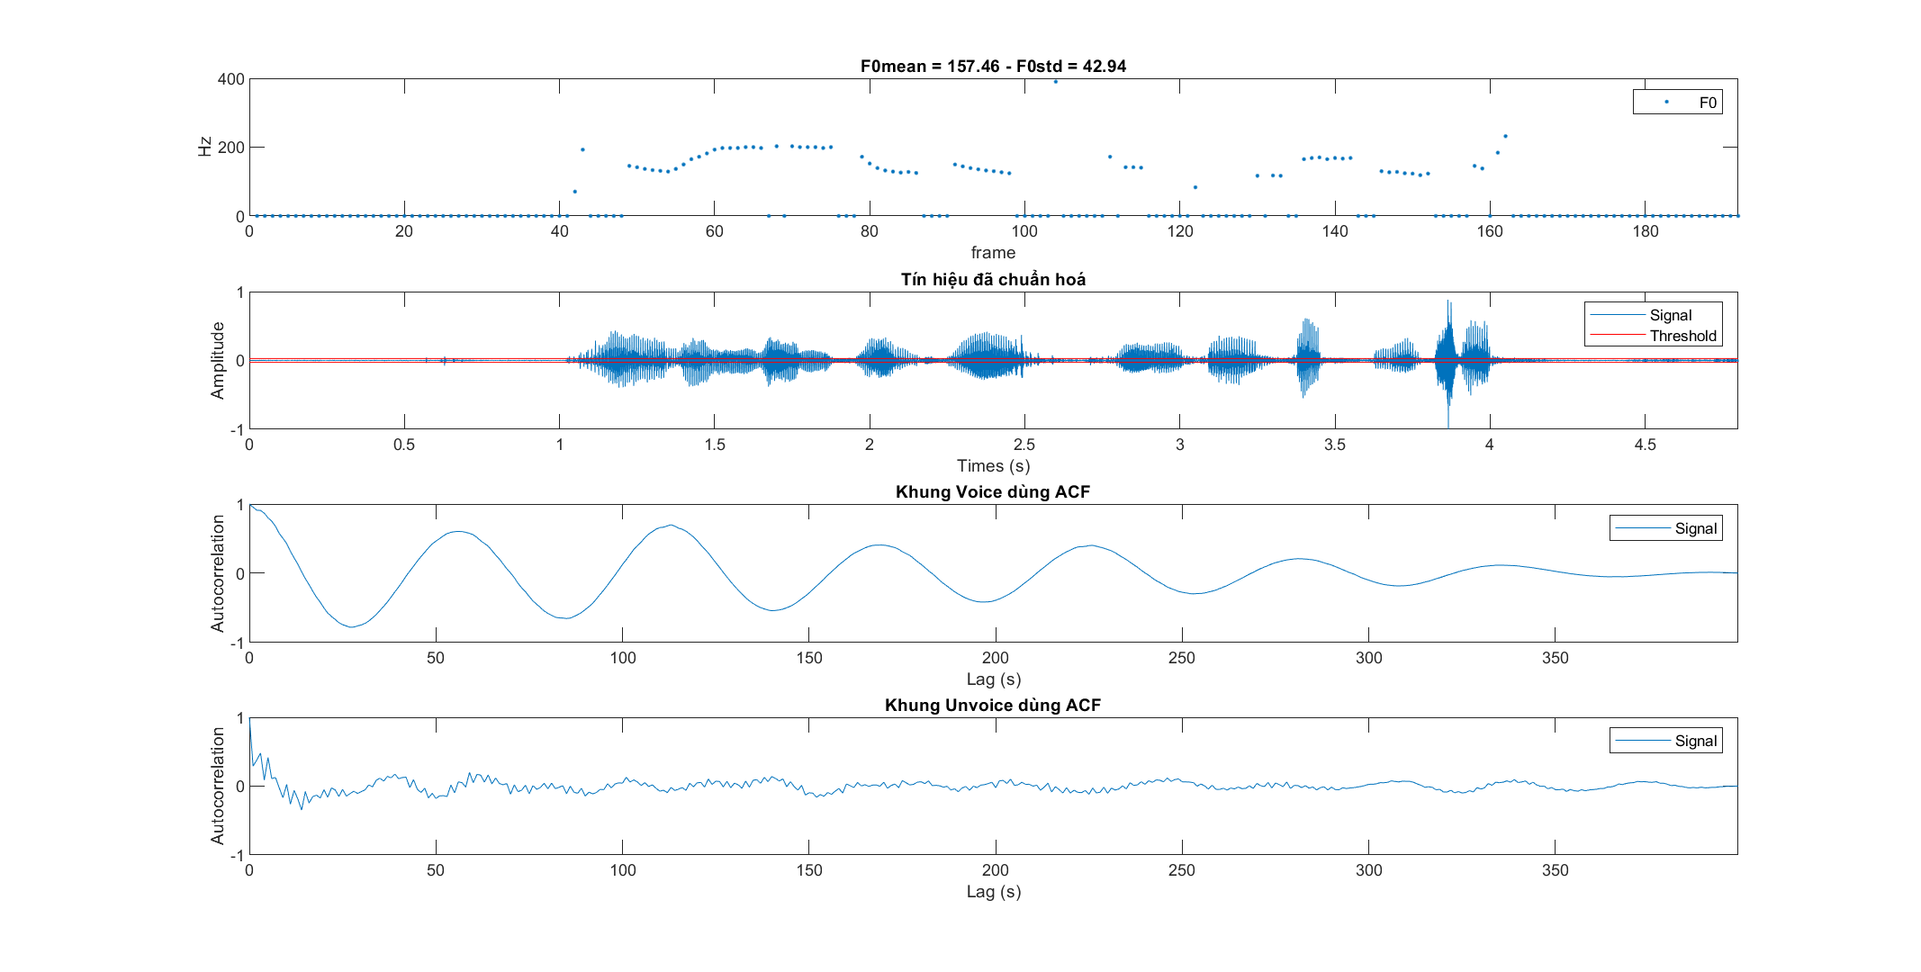 F0mean = 157.46 - F0std = 42.94
400
200
0
Hz
F0
0 20 40 60 80 100 120 140 160 180
frame
Tín hiệu đã chuẩn hoá
1
0
-1
Amplitude
Signal
Threshold
0 0.5 1 1.5 2 2.5 3 3.5 4 4.5
Times (s)
Khung Voice dùng ACF
1
0
-1
Autocorrelation
Signal
0 50 100 150 200 250 300 350
Lag (s)
Khung Unvoice dùng ACF
1
0
-1
Autocorrelation
Signal
0 50 100 150 200 250 300 350
Lag (s)